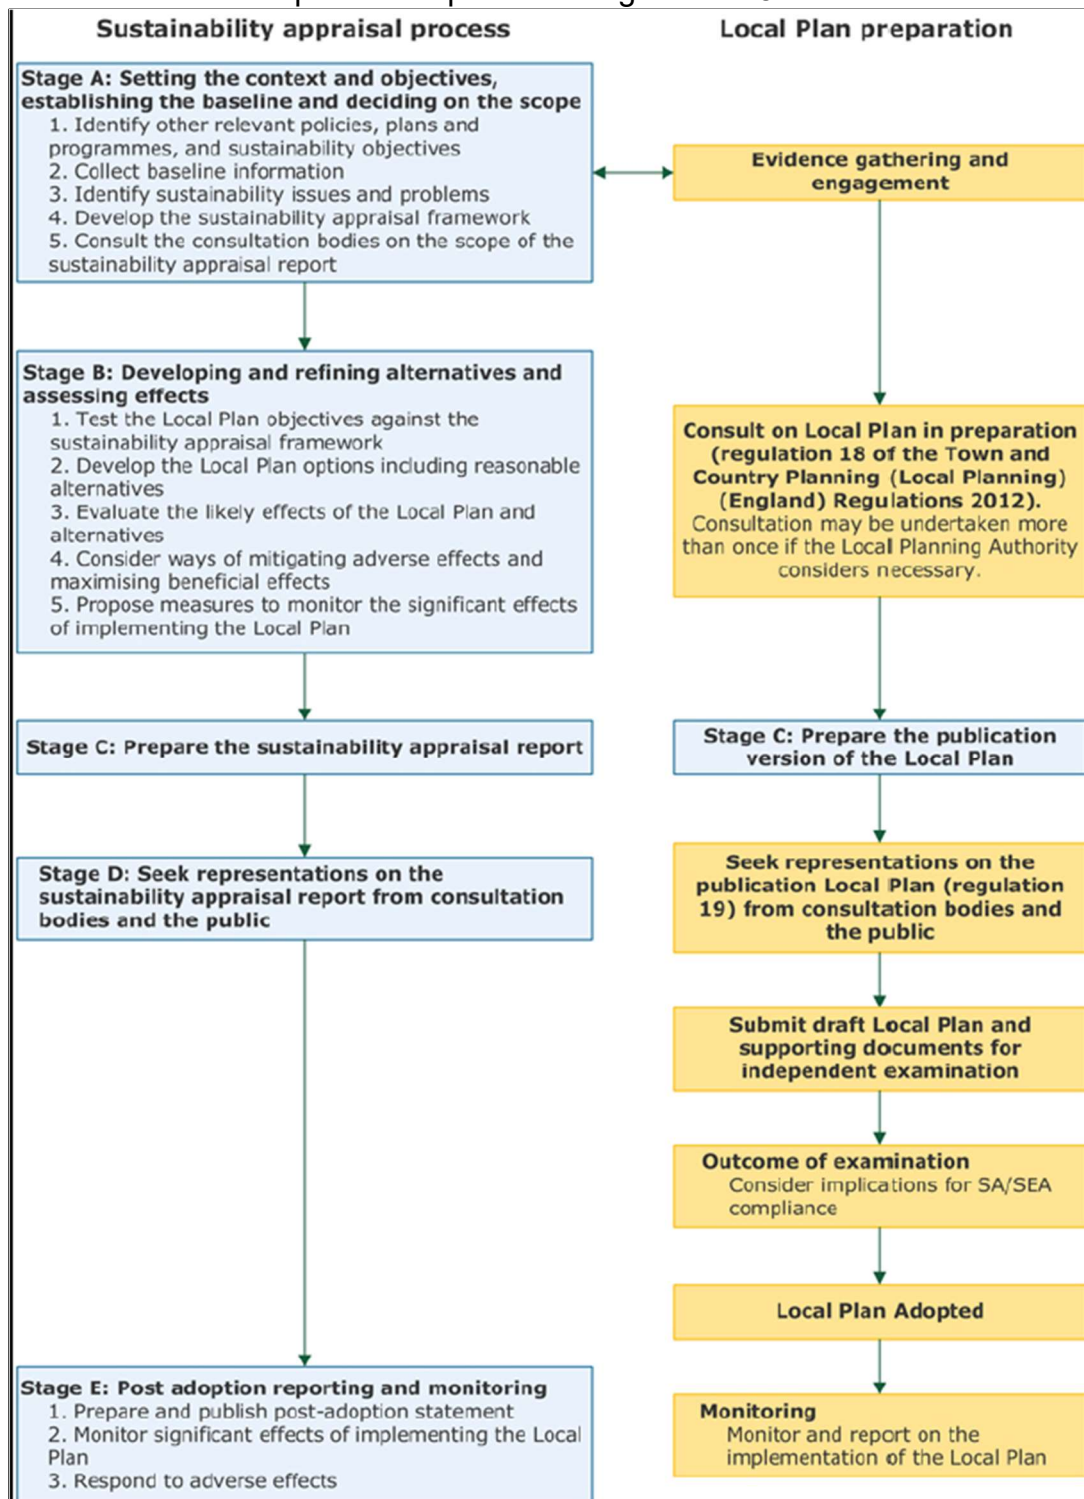 Sustainability appraisal process
Stage A: Setting the context and objectives,
establishing the baseline and deciding on the scope
1. Identify other relevant policies, plans and
programmes, and sustainability objectives
2. Collect baseline information
3. Identify sustainability issues and problems
4. Develop the sustainability appraisal framework
5. Consult the consultation bodies on the scope of the
sustainability appraisal report
Stage B: Developing and refining alternatives and
assessing effects
1. Test the Local Plan objectives against the
sustainability appraisal framework
2. Develop the Local Plan options including reasonable
alternatives
3. Evaluate the likely effects of the Local Plan and
alternatives
4. Consider ways of mitigating adverse effects and
maximising beneficial effects
5. Propose measures to monitor the significant effects
of implementing the Local Plan
Stage C: Prepare the sustainability appraisal report
Stage D: Seek representations on the
sustainability appraisal report from consultation
bodies and the public
Stage E: Post adoption reporting and monitoring
1. Prepare and publish post-adoption statement
2. Monitor significant effects of implementing the Local
Plan
3. Respond to adverse effects
Local Plan preparation
Evidence gathering and
engagement
Consult on Local Plan in preparation
(regulation 18 of the Town and
Country Planning (Local Planning)
(England) Regulations 2012).
Consultation may be undertaken more
than once if the Local Planning Authority
considers necessary.
Stage C: Prepare the publication
version of the Local Plan
Seek representations on the
publication Local Plan (regulation
19) from consultation bodies and
the public
Submit draft Local Plan and
supporting documents for
independent examination
Outcome of examination
Consider implications for SA/SEA
compliance
Local Plan Adopted
Monitoring
Monitor and report on the
implementation of the Local Plan